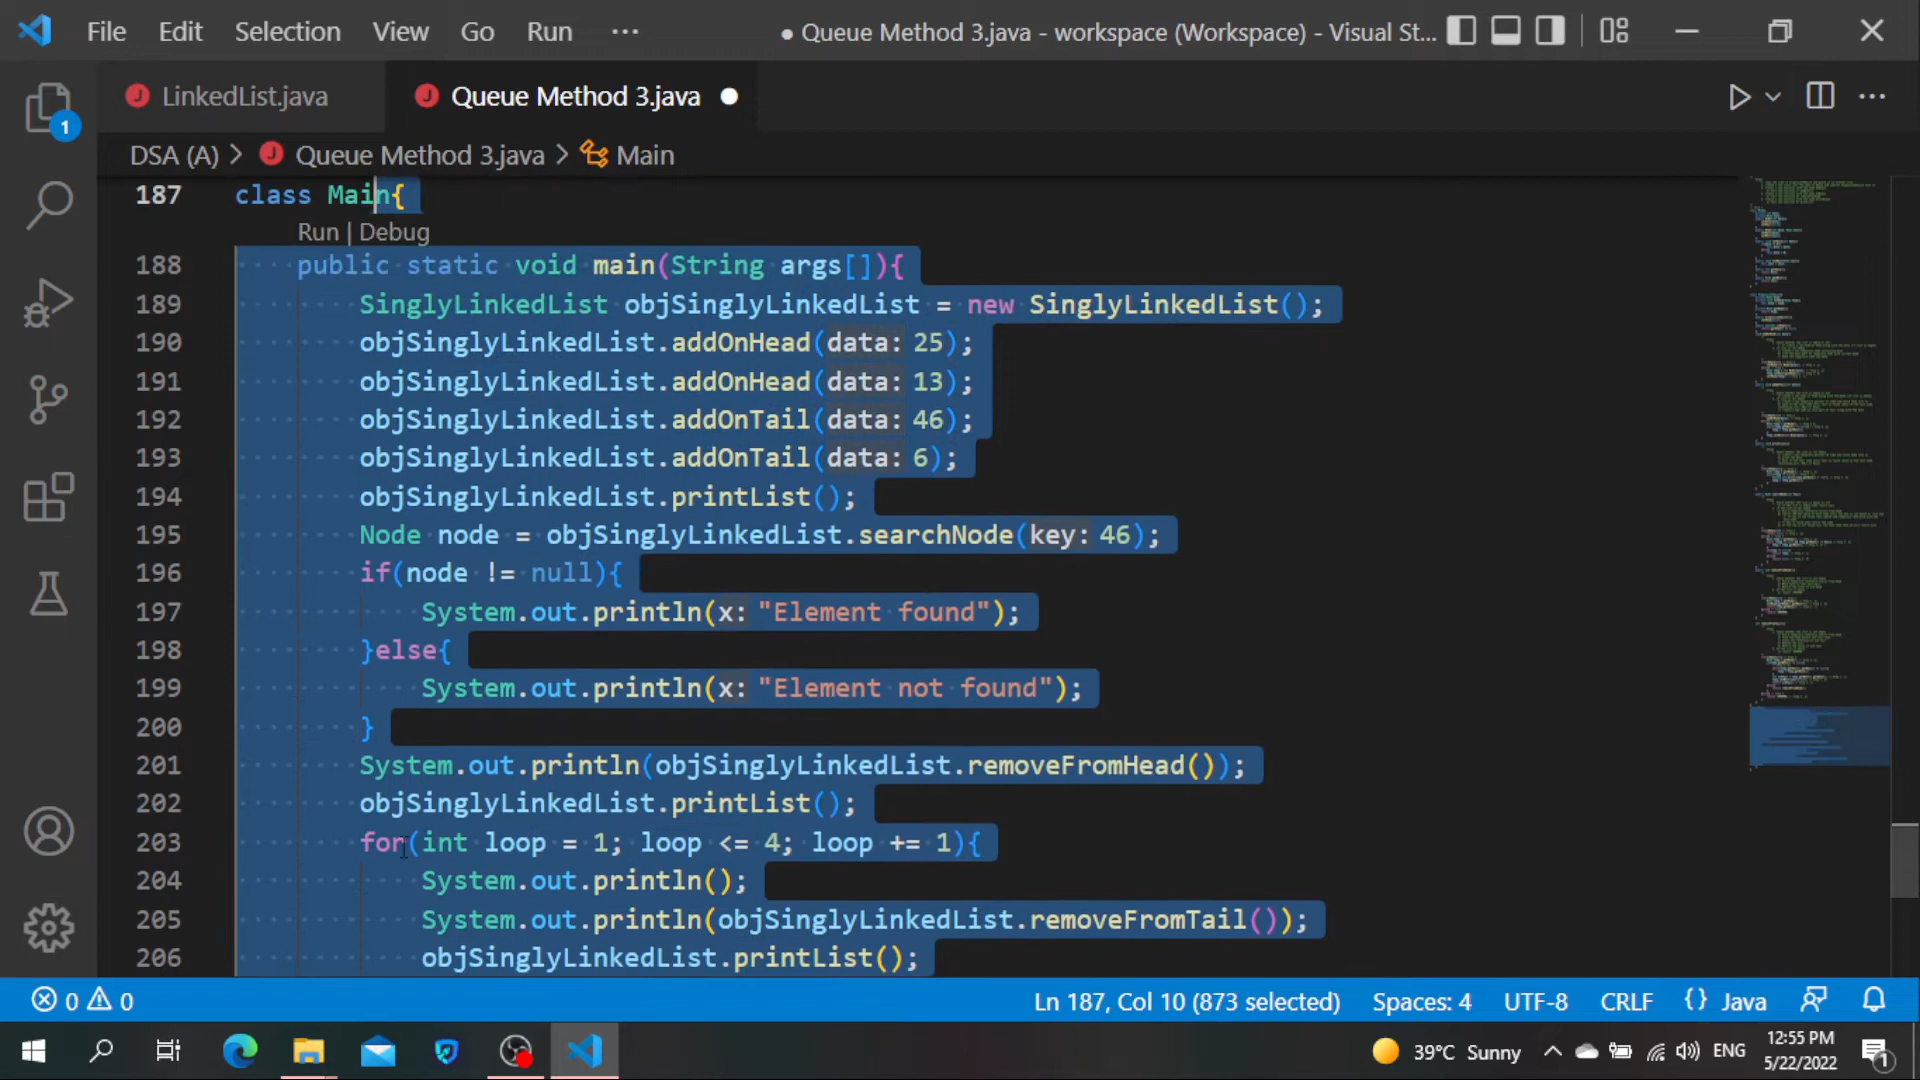 File Edit Selection View Go Run ··· ● Queue Method 3.java - workspace (Workspace) - Visual St...
J LinkedList.java J Queue Method 3.java ●
1
DSA (A) > J Queue Method 3.java > Main
187 class Main{
Run | Debug
188 public static void main(String args[]){
189 SinglyLinkedList objSinglyLinkedList = new SinglyLinkedList();
190 objSinglyLinkedList.addOnHead(data: 25);
191 objSinglyLinkedList.addOnHead(data: 13);
192 objSinglyLinkedList.addOnTail(data: 46);
193 objSinglyLinkedList.addOnTail(data: 6);
194 objSinglyLinkedList.printList();
195 Node node = objSinglyLinkedList.searchNode(key: 46);
196 if(node != null){
197 System.out.println(x: "Element found");
198 }else{
199 System.out.println(x: "Element not found");
200 }
201 System.out.println(objSinglyLinkedList.removeFromHead());
202 objSinglyLinkedList.printList();
203 for(int loop = 1; loop <= 4; loop += 1){
204 System.out.println();
205 System.out.println(objSinglyLinkedList.removeFromTail());
206 objSinglyLinkedList.printList();
0 0 Ln 187, Col 10 (873 selected) Spaces: 4 UTF-8 CRLF {} Java
39°C Sunny ENG 12:55 PM
5/22/2022
1